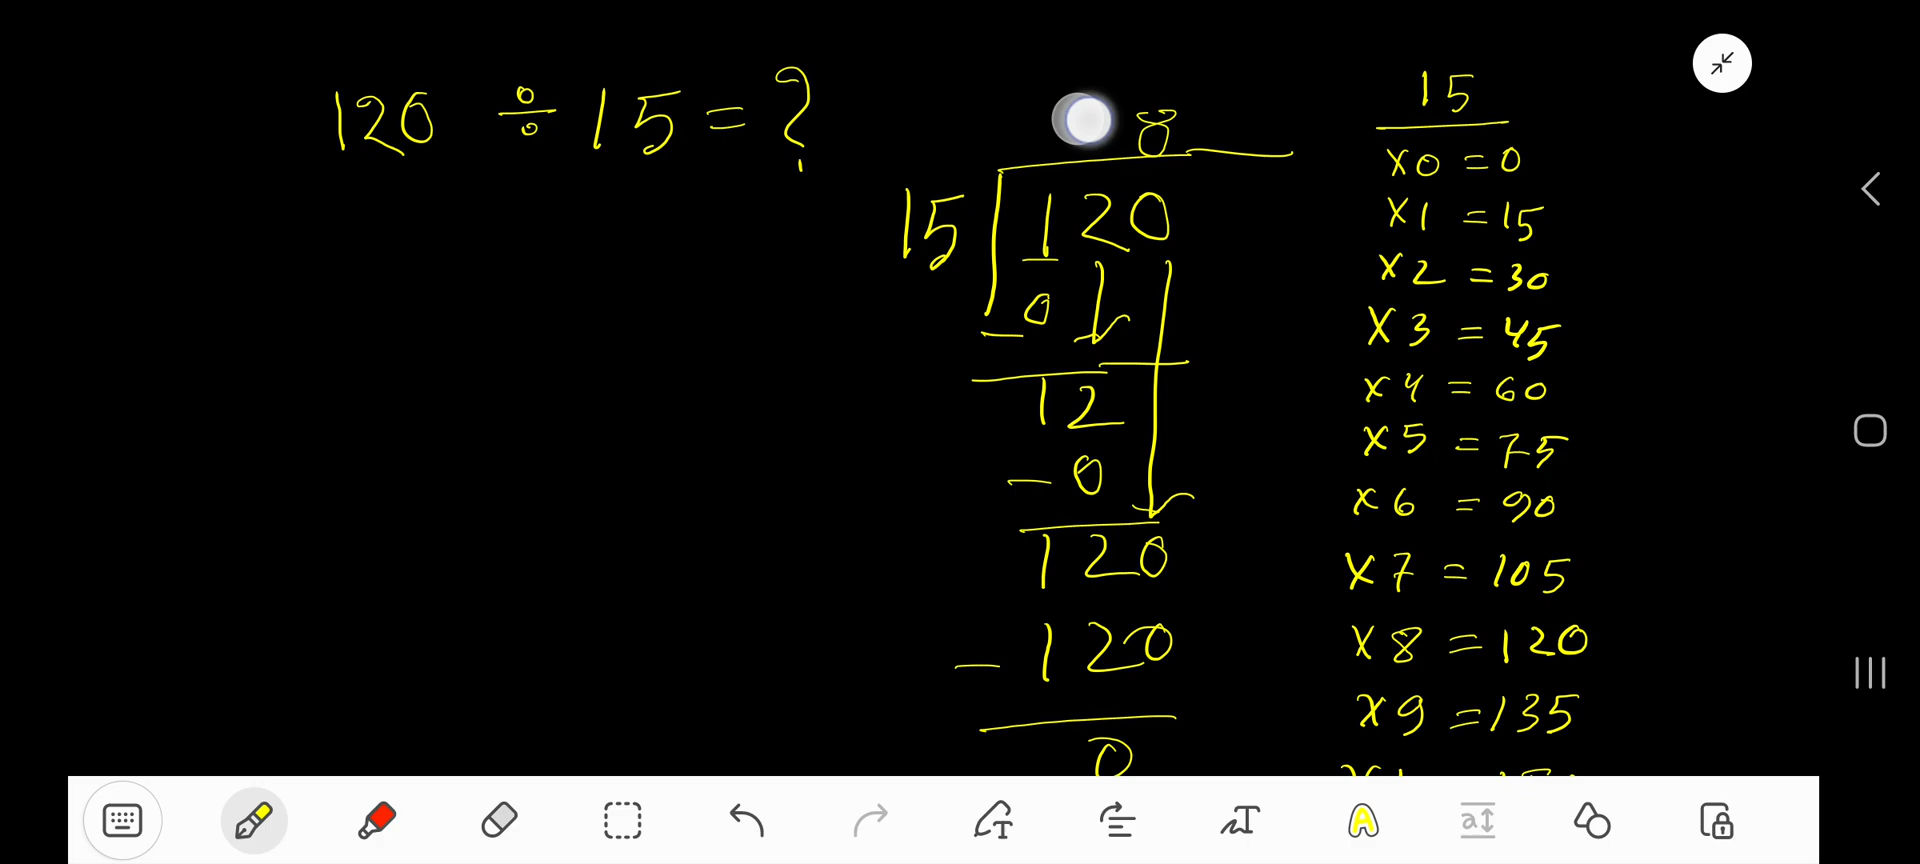 120 ÷ 15 = ?
8
15 120
- 0
12
- 0
120
- 120
0
15
x0 = 0
x1 = 15
x2 = 30
x3 = 45
x4 = 60
x5 = 75
x6 = 90
x7 = 105
x8 = 120
x9 = 135